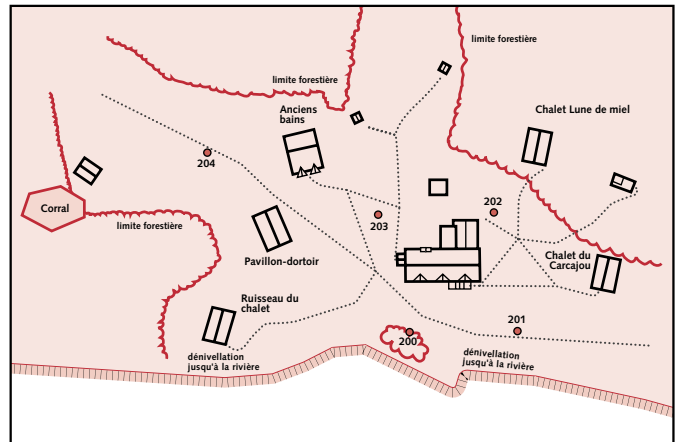 limite forestière
limite forestière
Anciens
bains
Chalet Lune de miel
204
Corral
limite forestière
203
202
Pavillon-dortoir
Chalet du
Carcajou
Ruisseau du
chalet
200
201
dénivellation
jusqu'à la rivière
dénivellation
jusqu'à la rivière